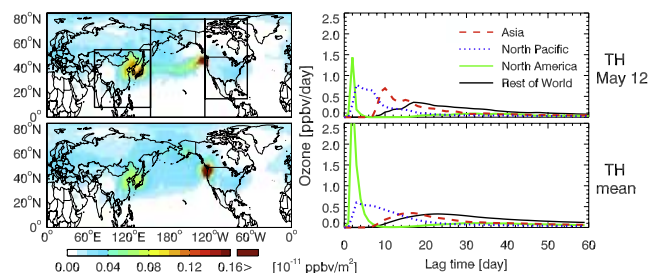 80°N
60°N
40°N
20°N
0°
80°N
60°N
40°N
20°N
0°
0° 60°E 120°E 180° 120°W 60°W 0°
0.00 0.04 0.08 0.12 0.16> [10⁻¹¹ ppbv/m²]
Ozone [ppbv/day]
2.5
2.0
1.5
1.0
0.5
0.0
Asia
North Pacific
North America
Rest of World
TH
May 12
2.5
2.0
1.5
1.0
0.5
0.0
TH
mean
0 10 20 30 40 50 60
Lag time [day]